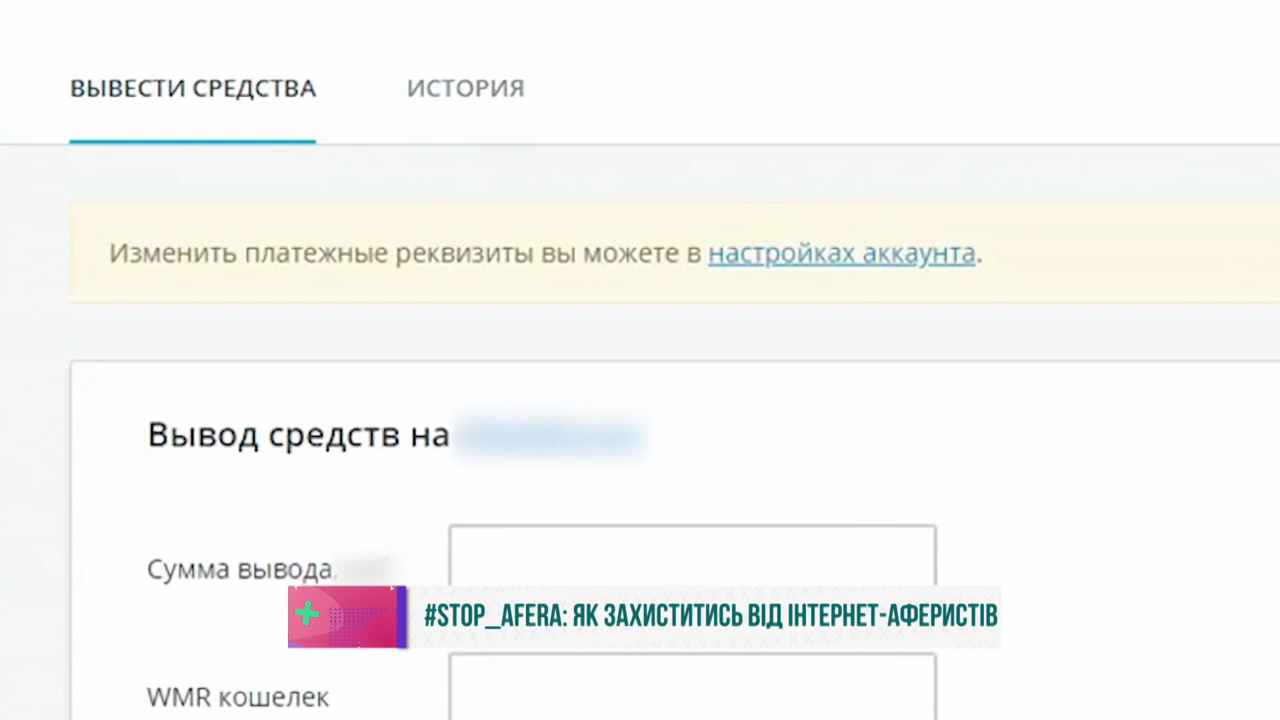 ВЫВЕСТИ СРЕДСТВА ИСТОРИЯ
Изменить платежные реквизиты вы можете в настройках аккаунта.
Вывод средств на
Сумма вывода,
#STOP_AFERA: ЯК ЗАХИСТИТИСЬ ВІД ІНТЕРНЕТ-АФЕРИСТІВ
WMR кошелек